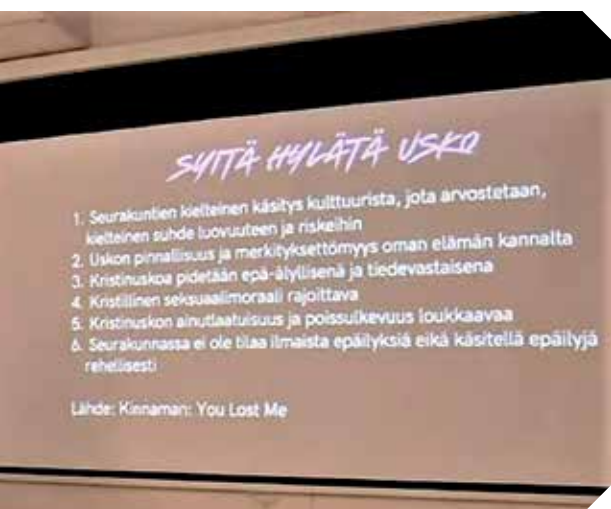 SYITÄ HYLÄTÄ USKO
1. Seurakuntien kielteinen käsitys kulttuurista, jota arvostetaan,
kielteinen suhde luovuuteen ja riskeihin
2. Uskon pinnallisuus ja merkityksettömyys oman elämän kannalta
3. Kristinuskoa pidetään epä-älyllisenä ja tiedevastaisena
4. Kristillinen seksuaalimoraali rajoittava
5. Kristinuskon ainutlaatuisuus ja poissulkevuus loukkaavaa
6. Seurakunnassa ei ole tilaa ilmaista epäilyksiä eikä käsitellä epäilyjä
rehellisesti
Lähde: Kinnaman: You Lost Me